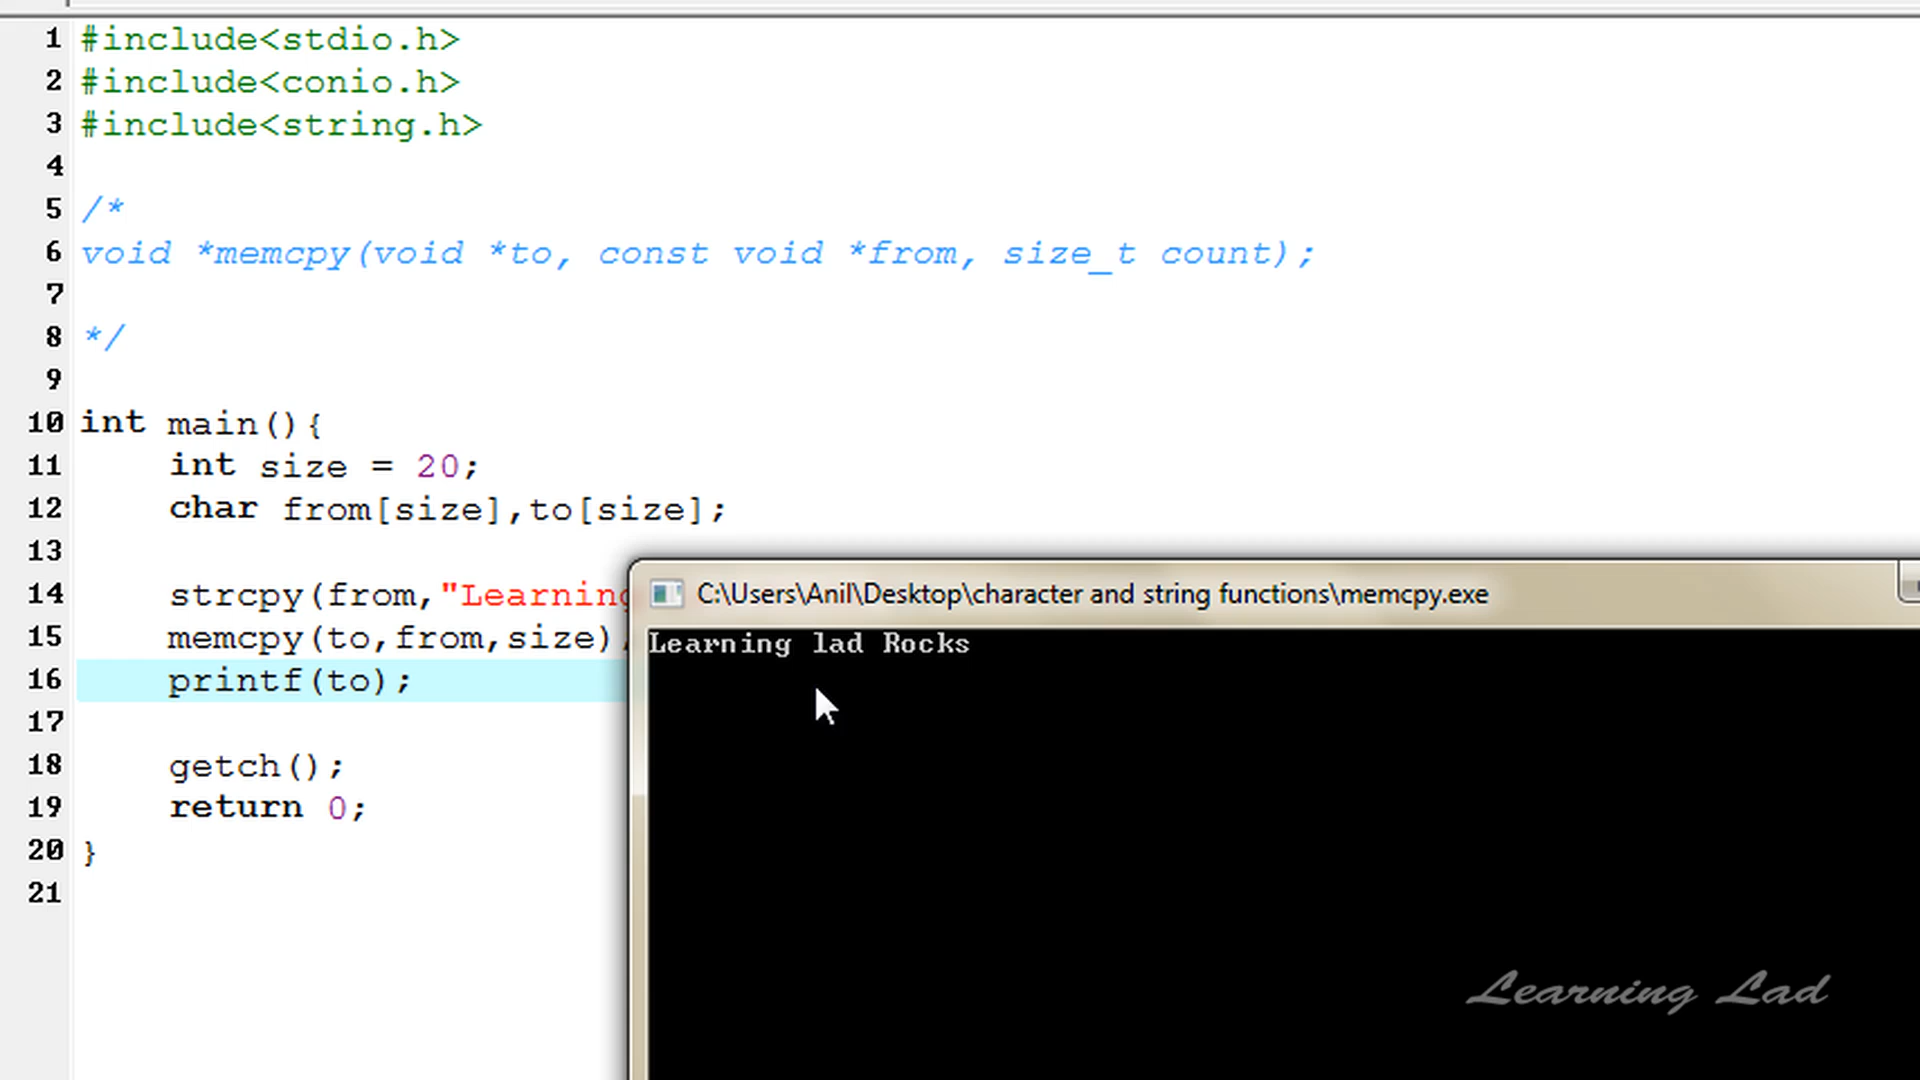 1 #include<stdio.h>
2 #include<conio.h>
3 #include<string.h>
4
5 /*
6 void *memcpy(void *to, const void *from, size_t count);
7
8 */
9
10 int main(){
11 int size = 20;
12 char from[size],to[size];
13
14 strcpy(from,"Learning
15 memcpy(to,from,size)
16 printf(to);
17
18 getch();
19 return 0;
20 }
21
C:\Users\Anil\Desktop\character and string functions\memcpy.exe
Learning lad Rocks
Learning Lad